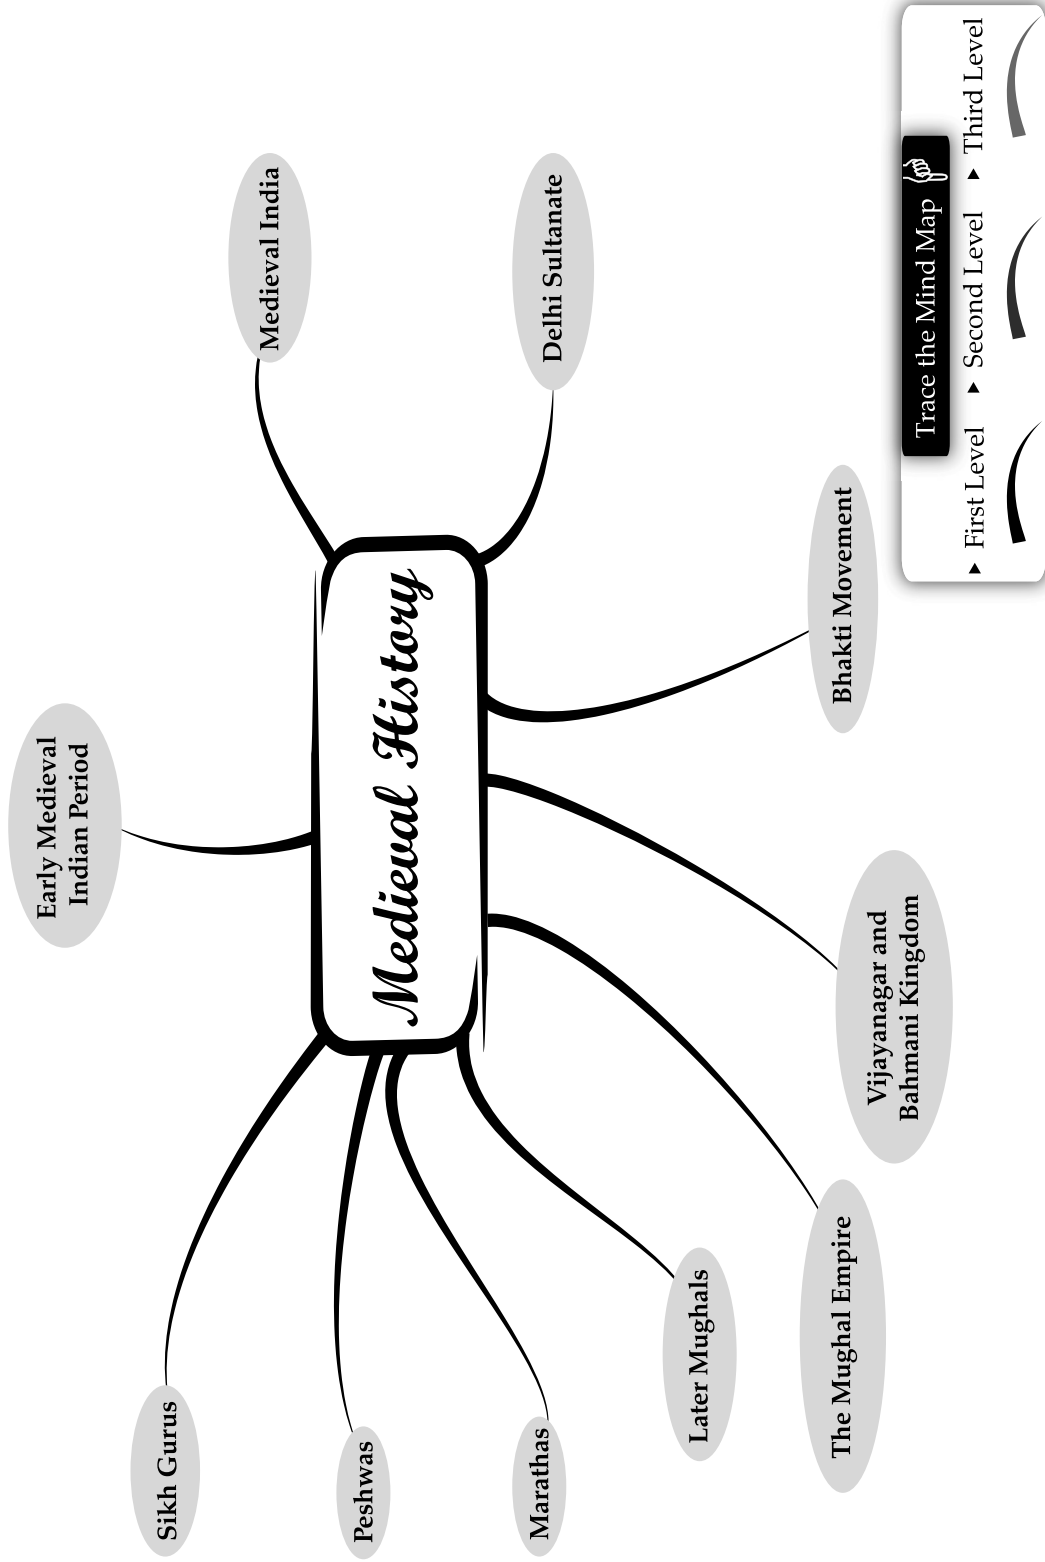 Medieval History
Early Medieval
Indian Period
Medieval India
Delhi Sultanate
Bhakti Movement
Vijayanagar and
Bahmani Kingdom
The Mughal Empire
Later Mughals
Marathas
Peshwas
Sikh Gurus
Trace the Mind Map
First Level
Second Level
Third Level